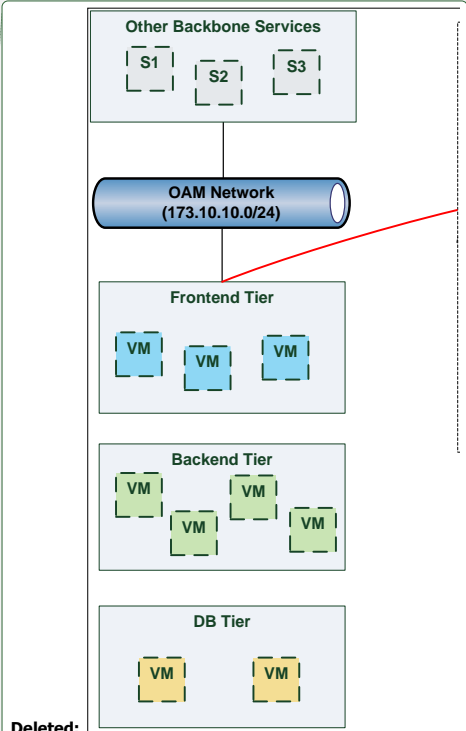 Other Backbone Services
S1
S2
S3
OAM Network
(173.10.10.0/24)
Frontend Tier
VM
VM
VM
Backend Tier
VM
VM
VM
VM
DB Tier
VM
VM
Deleted: